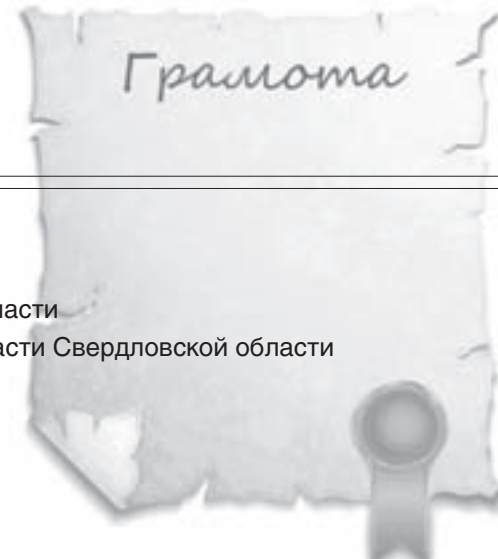 Грамота
ласти
асти Свердловской области